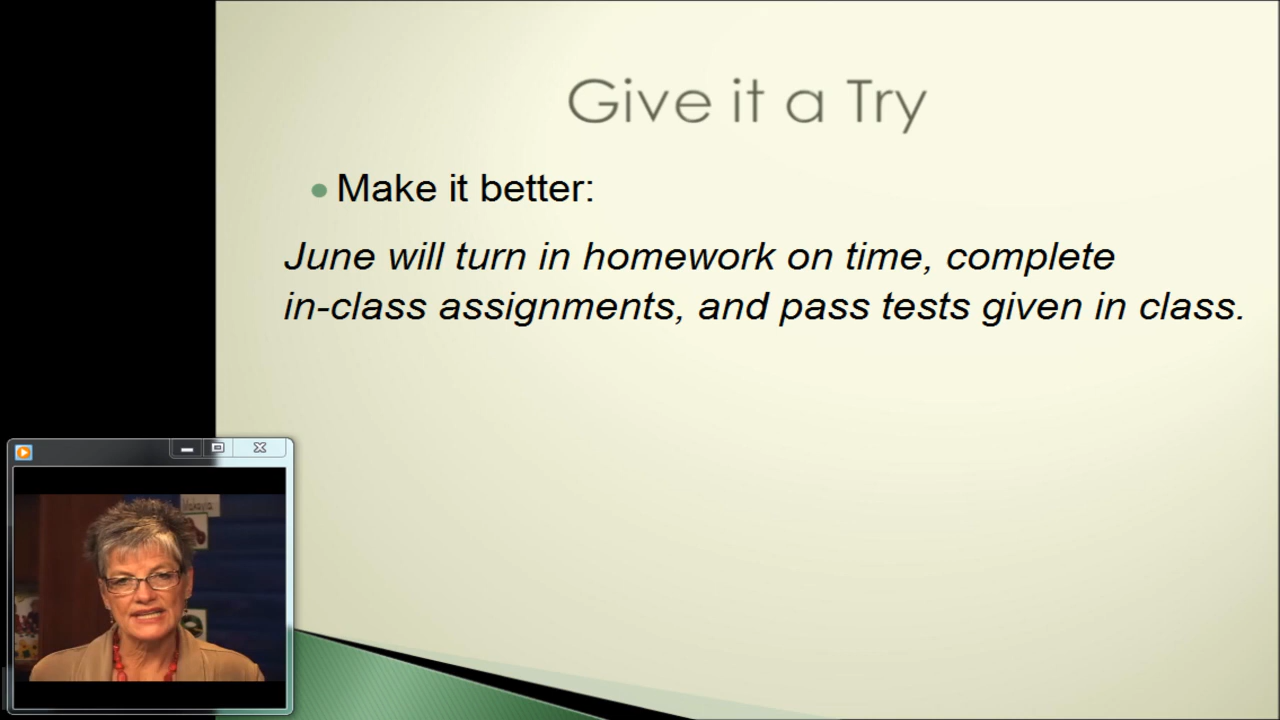 Give it a Try
Make it better:
June will turn in homework on time, complete
in-class assignments, and pass tests given in class.
Makayla